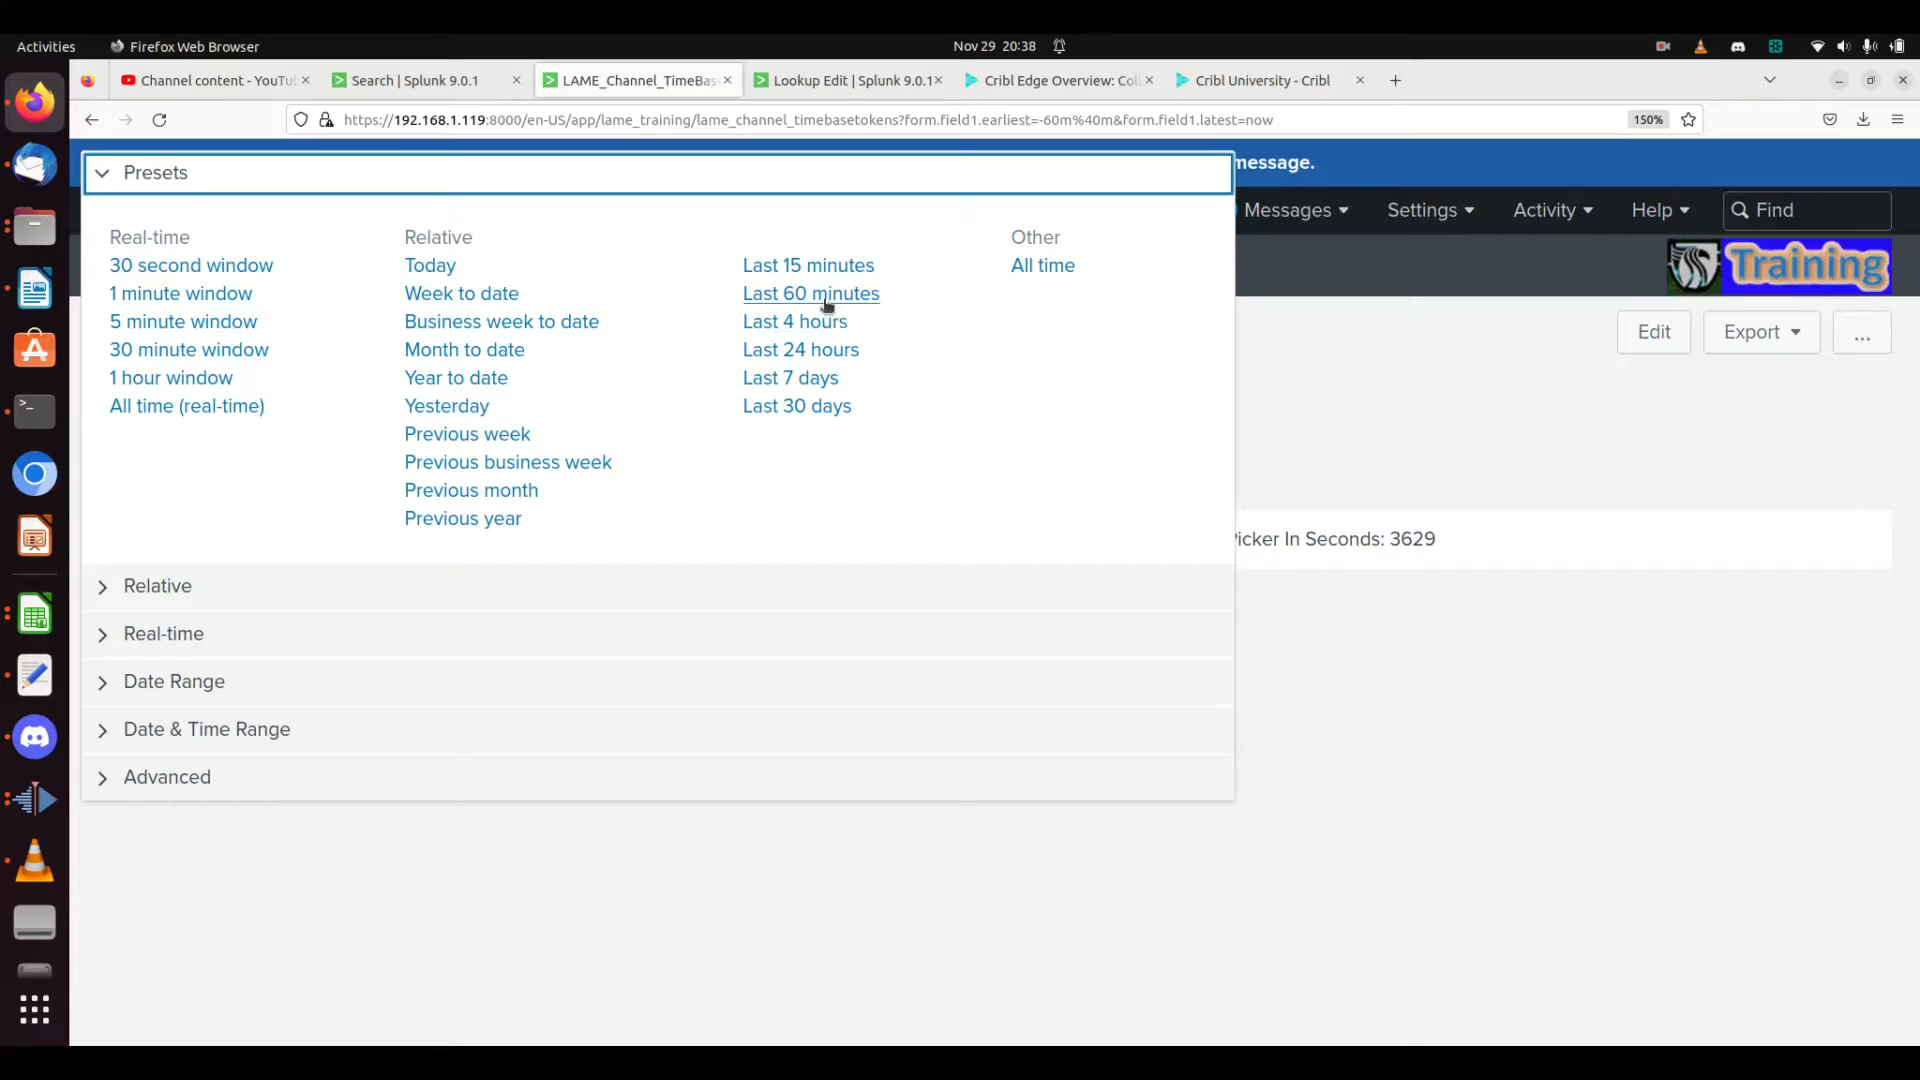 Activities
Firefox Web Browser
Nov 29 20:38
Channel content - YouTu
Search | Splunk 9.0.1
LAME_Channel_TimeBas
Lookup Edit | Splunk 9.0.1
Cribl Edge Overview: Col
Cribl University - Cribl
https://192.168.1.119:8000/en-US/app/lame_training/lame_channel_timebasetokens?form.field1.earliest=-60m%40m&form.field1.latest=now
150%
message.
Presets
Messages
Settings
Activity
Help
Find
Training
Real-time
30 second window
1 minute window
5 minute window
30 minute window
1 hour window
All time (real-time)
Relative
Today
Week to date
Business week to date
Month to date
Year to date
Yesterday
Previous week
Previous business week
Previous month
Previous year
Last 15 minutes
Last 60 minutes
Last 4 hours
Last 24 hours
Last 7 days
Last 30 days
Other
All time
Edit
Export
...
Picker In Seconds: 3629
Relative
Real-time
Date Range
Date & Time Range
Advanced